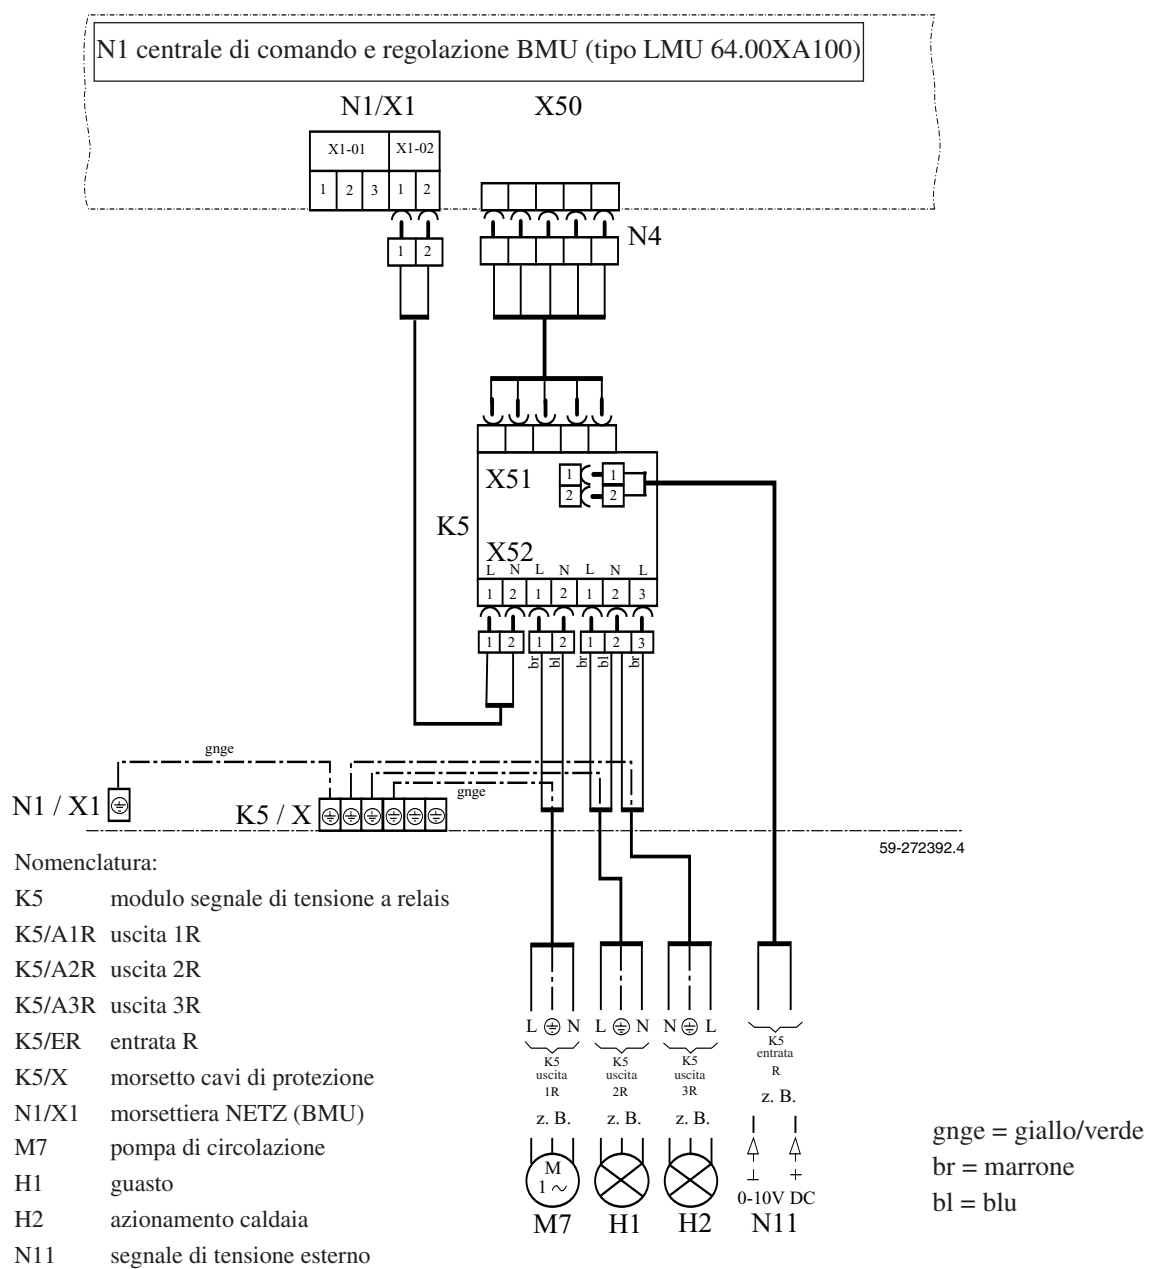 N1 centrale di comando e regolazione BMU (tipo LMU 64.00XA100)
N1/X1 X50
X1-01 X1-02
1 2 3 1 2
N4
1 2
X51 1 1
2 2
K5
X52
L N L N L N L
1 2 1 2 1 2 3
1 2 1 2 1 2 3
br bl br bl br
gnge
gnge
N1 / X1
K5 / X
59-272392.4
Nomenclatura:
K5 modulo segnale di tensione a relais
K5/A1R uscita 1R
K5/A2R uscita 2R
K5/A3R uscita 3R
K5/ER entrata R
K5/X morsetto cavi di protezione
N1/X1 morsettiera NETZ (BMU)
M7 pompa di circolazione
H1 guasto
H2 azionamento caldaia
N11 segnale di tensione esterno
L N L N N L
K5 uscita 1R
K5 uscita 2R
K5 uscita 3R
K5 entrata R
z. B. z. B. z. B. z. B.
M
1 ~
⊥ +
0-10V DC
M7 H1 H2 N11
gnge = giallo/verde
br = marrone
bl = blu